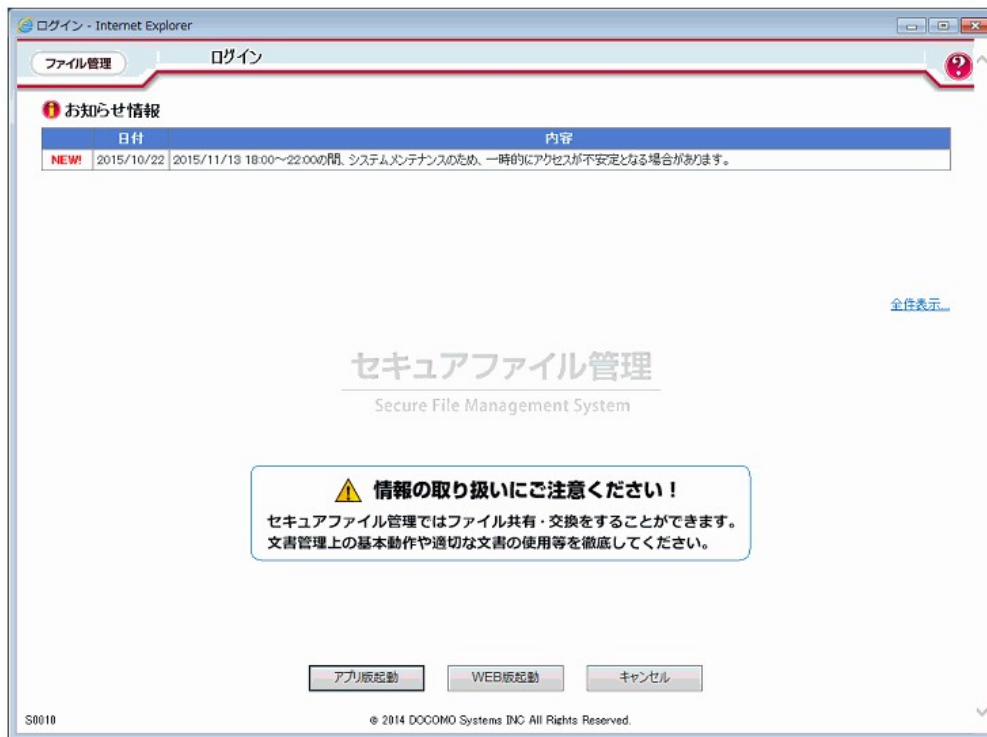 ログイン - Internet Explorer
ファイル管理
ログイン
?
お知らせ情報
日付 内容
NEW! 2015/10/22 2015/11/13 18:00～22:00の間、システムメンテナンスのため、一時的にアクセスが不安定となる場合があります。
全件表示...
セキュアファイル管理
Secure File Management System
情報の取り扱いにご注意ください！
セキュアファイル管理ではファイル共有・交換をすることができます。
文書管理上の基本動作や適切な文書の使用等を徹底してください。
アプリ版起動 WEB版起動 キャンセル
S0010 © 2014 DOCOMO Systems INC All Rights Reserved.